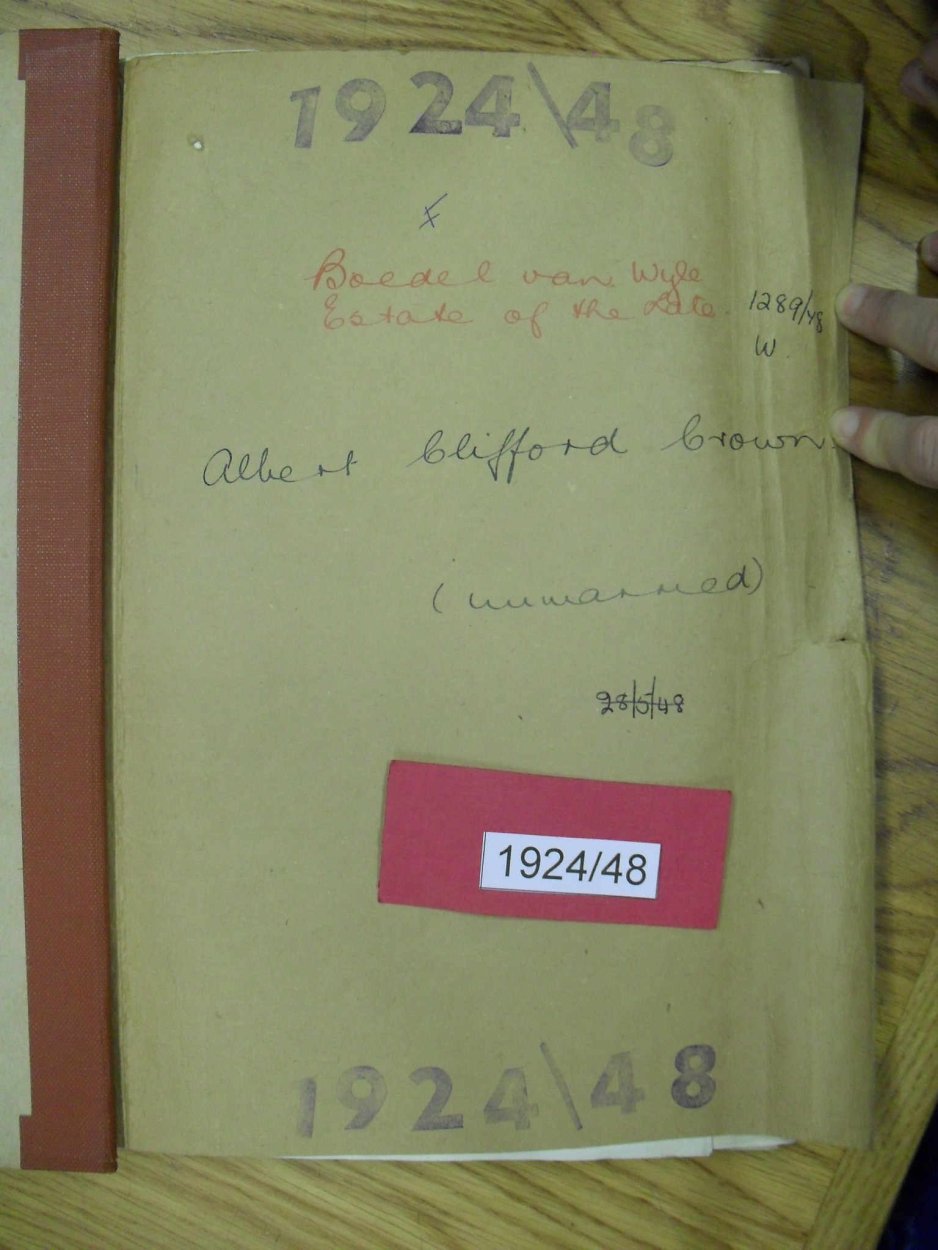 1924\48
X
Boedel van Wyle
Estate of the Late.
1289/48
W.
Albert Clifford Crown.
(unmarried)
28/5/48
1924/48
1924\48